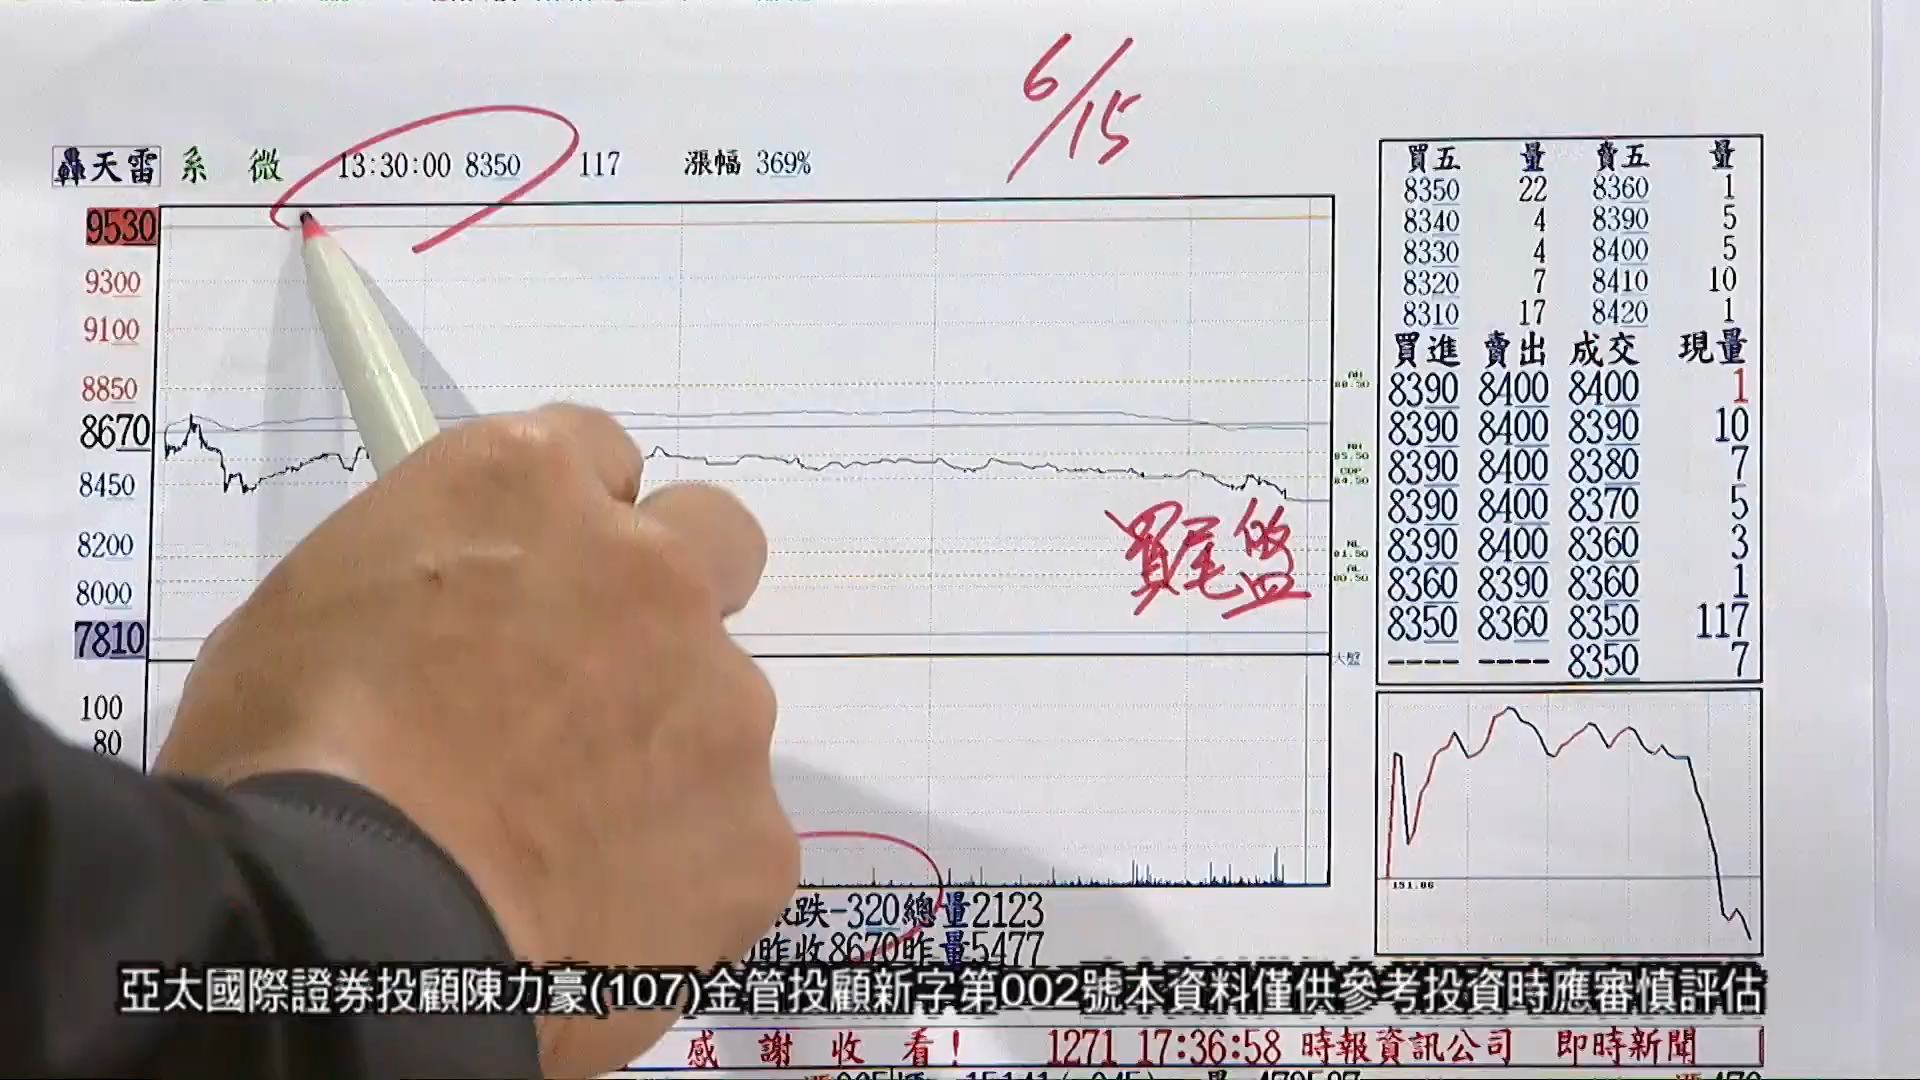 6/15
轟天雷 系 微 13:30:00 8350 117 漲幅 369%
9530
9300
9100
8850
8670
8450
8200
8000
7810
100
80
買尾盤
買五 量 賣五 量
8350 22 8360 1
8340 4 8390 5
8330 4 8400 5
8320 7 8410 10
8310 17 8420 1
買進 賣出 成交 現量
8390 8400 8400 1
8390 8400 8390 10
8390 8400 8380 7
8390 8400 8370 5
8390 8400 8360 3
8360 8390 8360 1
8350 8360 8350 117
---- ---- 8350 7
大盤
跌-320總量2123
昨收8670昨量5477
亞太國際證券投顧陳力豪(107)金管投顧新字第002號本資料僅供參考投資時應審慎評估
感謝收看! 1271 17:36:58 時報資訊公司 即時新聞